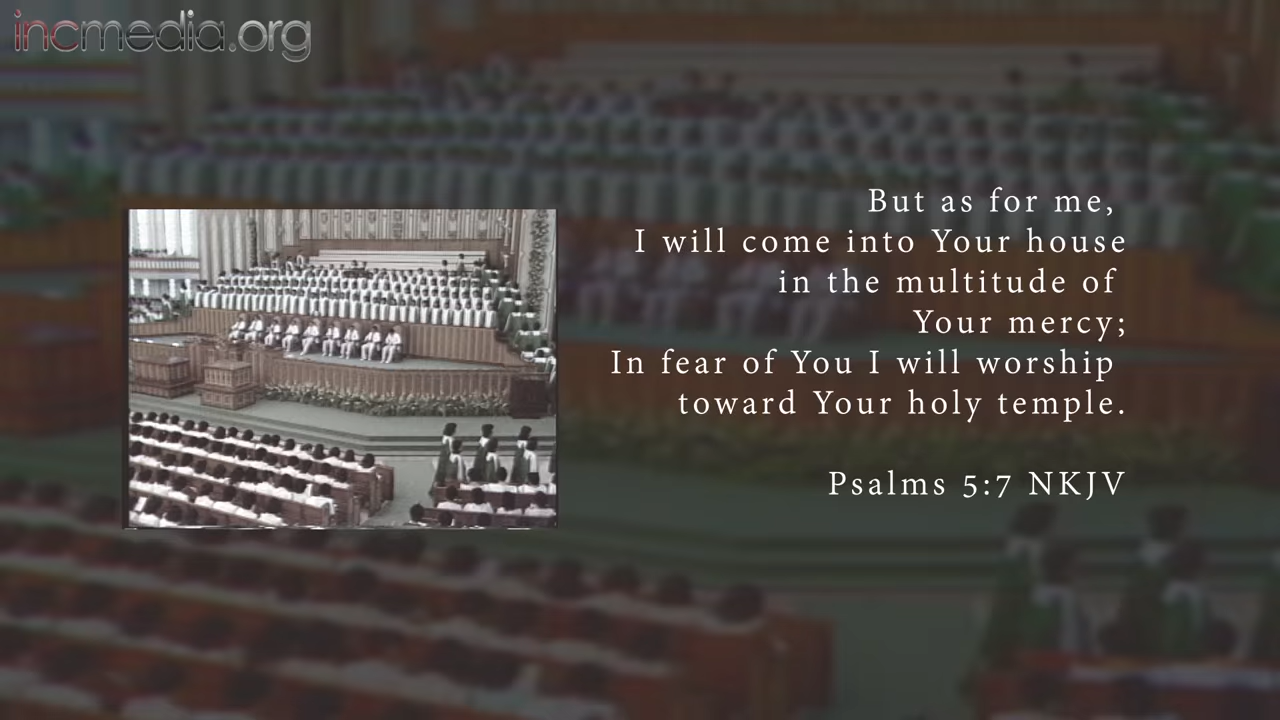 incmedia.org
But as for me,
I will come into Your house
in the multitude of
Your mercy;
In fear of You I will worship
toward Your holy temple.
Psalms 5:7 NKJV